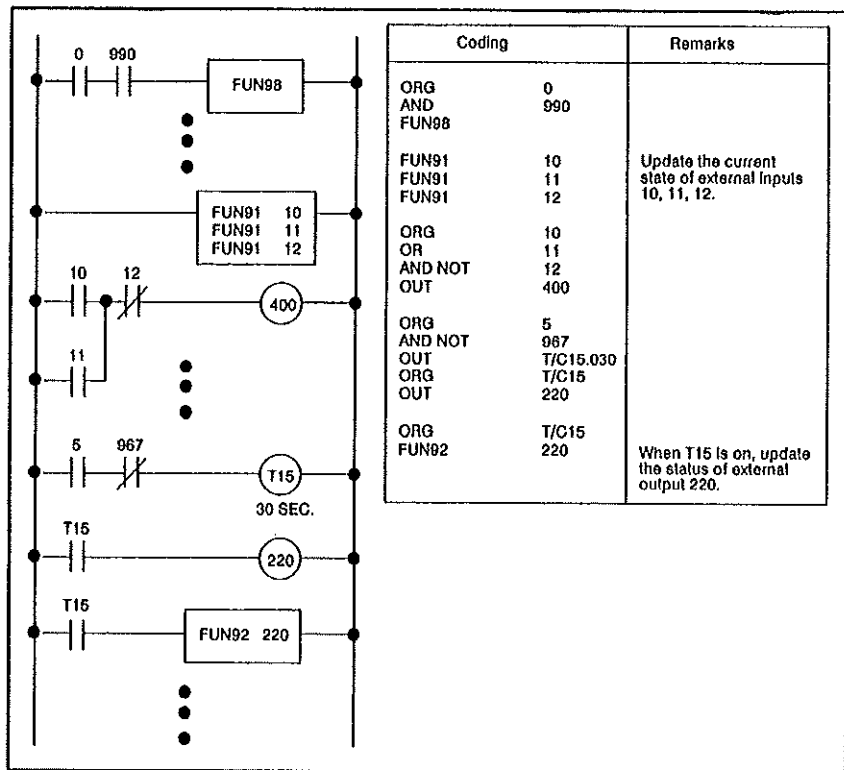 0 990
FUN98
FUN91 10
FUN91 11
FUN91 12
10 12
400
11
5 967
T15
30 SEC.
T15
220
T15
FUN92 220
Coding Remarks
ORG 0
AND 990
FUN98
FUN91 10 Update the current
FUN91 11 state of external inputs
FUN91 12 10, 11, 12.
ORG 10
OR 11
AND NOT 12
OUT 400
ORG 5
AND NOT 967
OUT T/C15.030
ORG T/C15
OUT 220
ORG T/C15
FUN92 220 When T15 is on, update
the status of external
output 220.